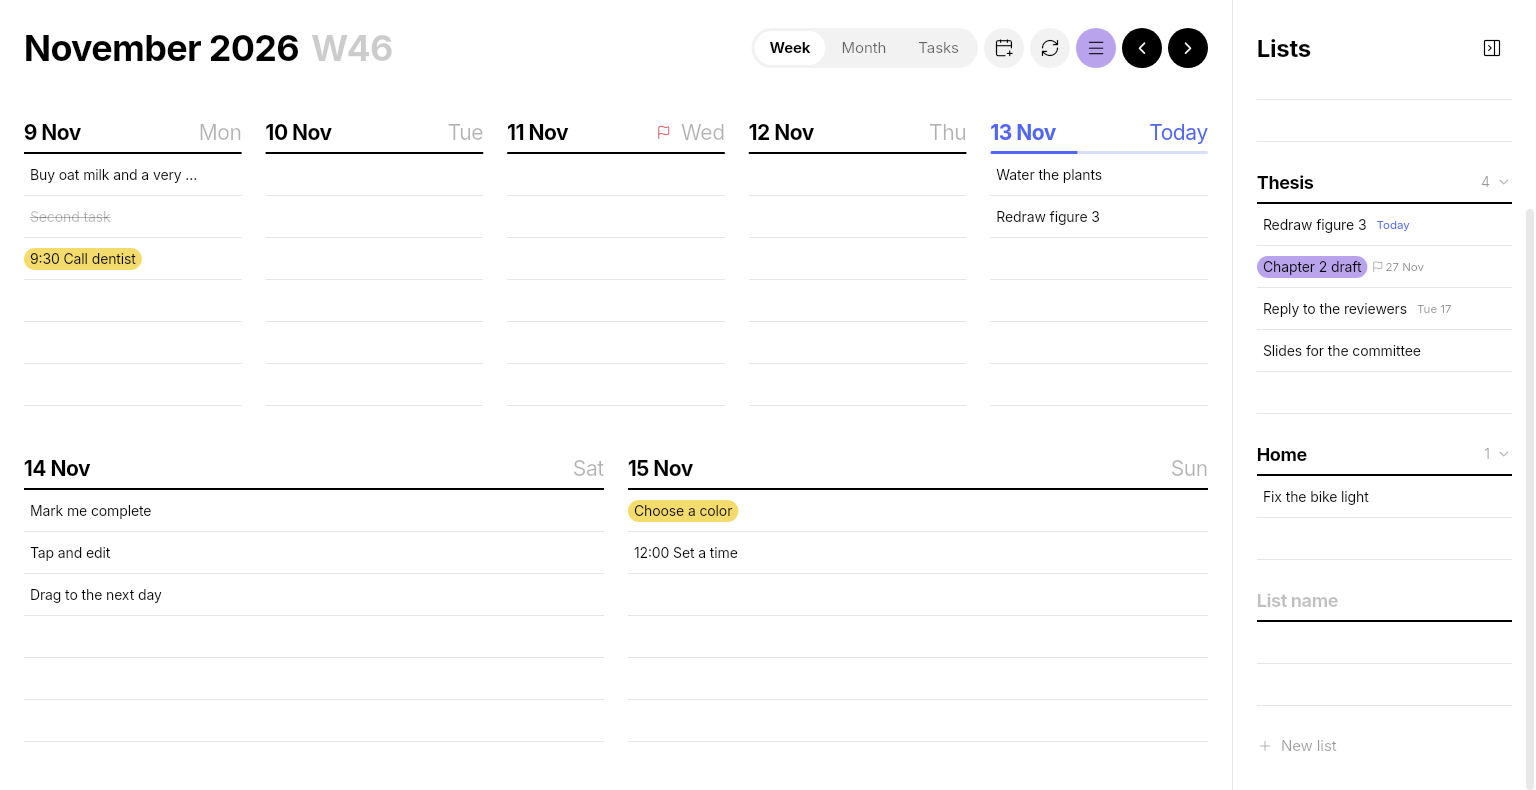 November 2026 W46
Week Month Tasks
9 Nov Mon
Buy oat milk and a very ...
Second task
9:30 Call dentist
10 Nov Tue
11 Nov Wed
12 Nov Thu
13 Nov Today
Water the plants
Redraw figure 3
14 Nov Sat
Mark me complete
Tap and edit
Drag to the next day
15 Nov Sun
Choose a color
12:00 Set a time
Lists
Thesis 4
Redraw figure 3 Today
Chapter 2 draft 27 Nov
Reply to the reviewers Tue 17
Slides for the committee
Home 1
Fix the bike light
List name
New list